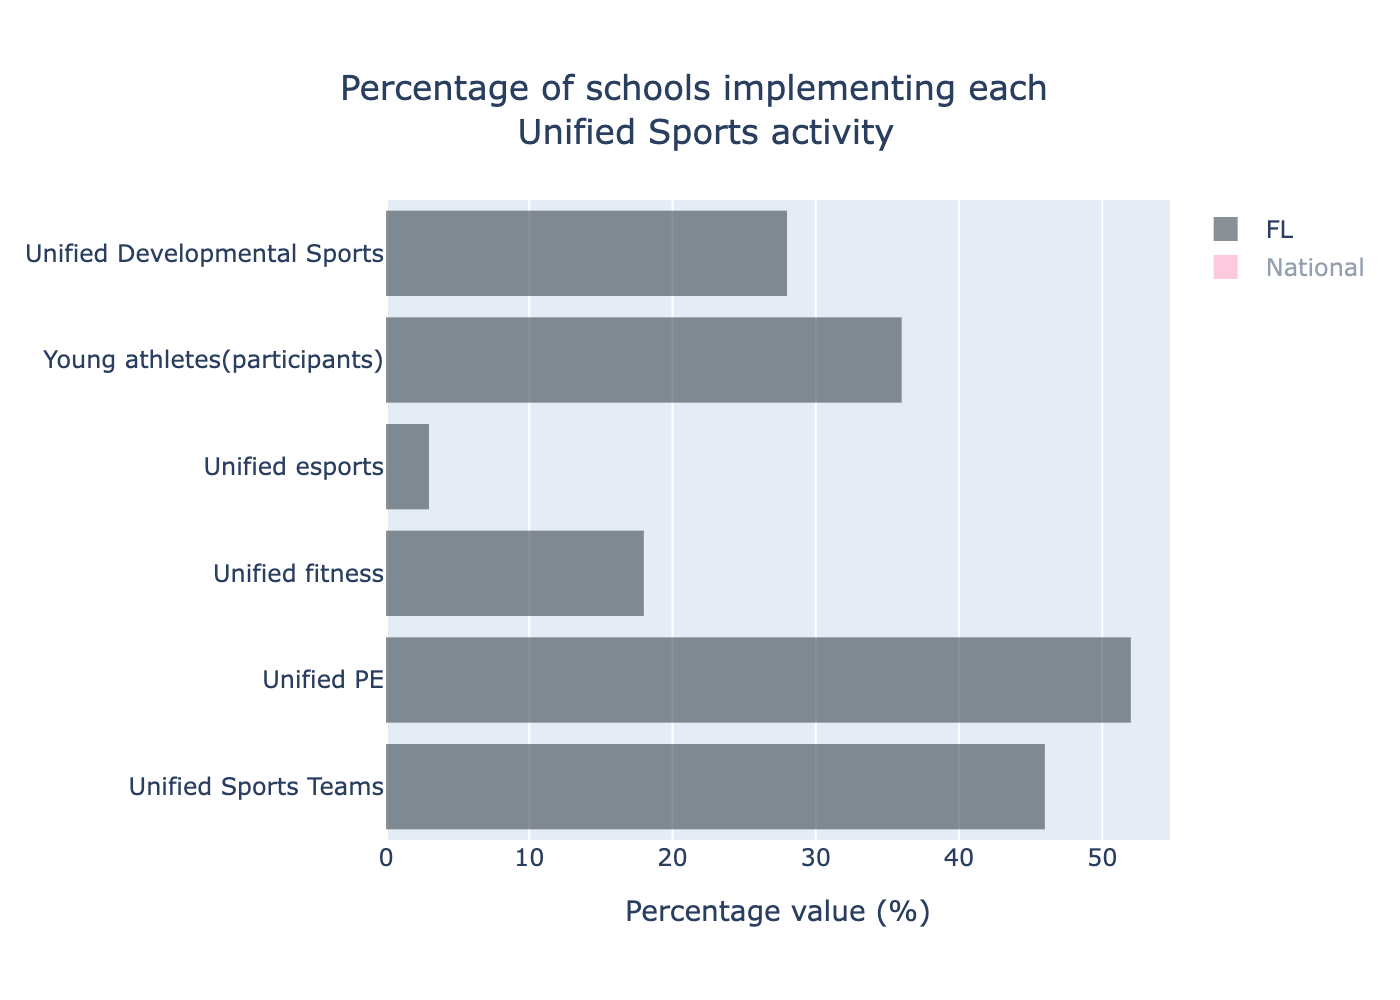 Percentage of schools implementing each
Unified Sports activity
Unified Developmental Sports
Young athletes(participants)
Unified esports
Unified fitness
Unified PE
Unified Sports Teams
0 10 20 30 40 50
Percentage value (%)
FL
National